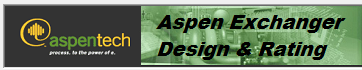 aspentech
process. to the power of e.
Aspen Exchanger
Design & Rating